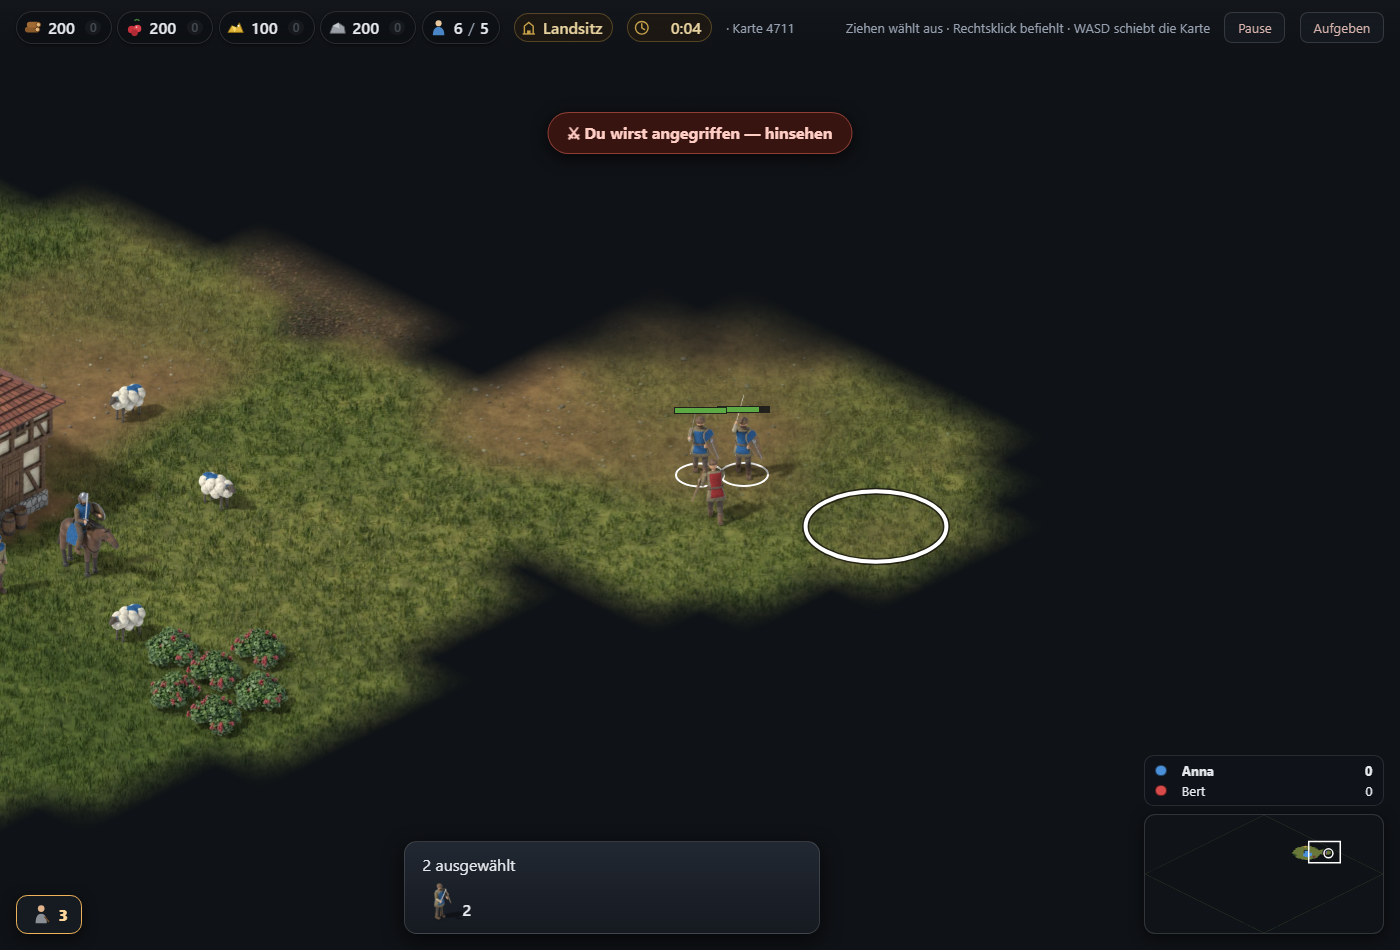 200 0 200 0 100 0 200 0 6 / 5 Landsitz 0:04 · Karte 4711 Ziehen wählt aus · Rechtsklick befiehlt · WASD schiebt die Karte Pause Aufgeben
⚔ Du wirst angegriffen — hinsehen
Anna 0
Bert 0
2 ausgewählt
2
3